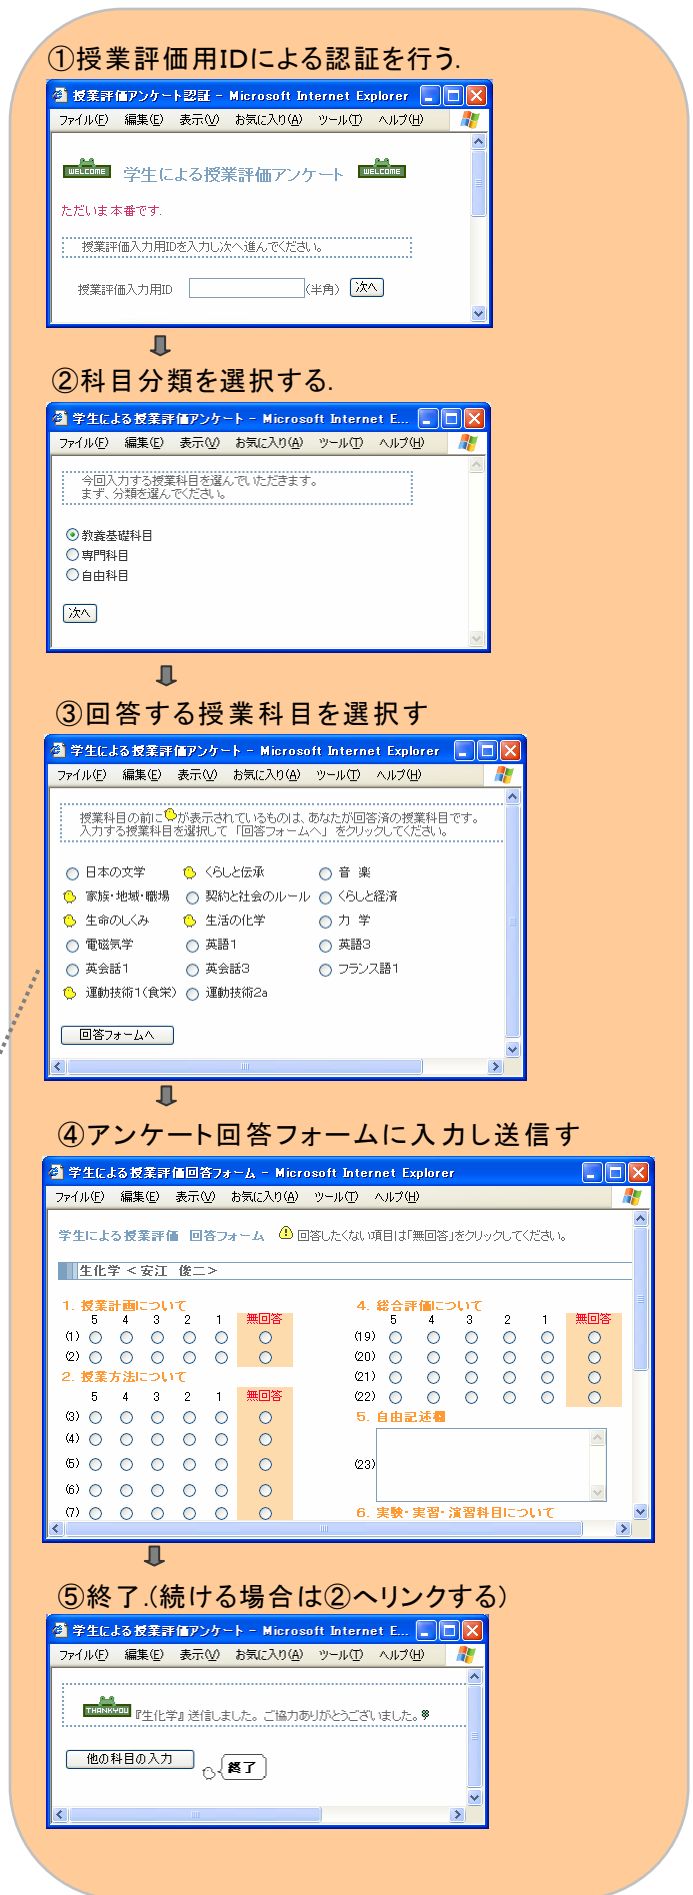 ①授業評価用IDによる認証を行う.
授業評価アンケート認証 - Microsoft Internet Explorer
ファイル(F) 編集(E) 表示(V) お気に入り(A) ツール(T) ヘルプ(H)
WELCOME 学生による授業評価アンケート WELCOME
ただいま本番です.
授業評価入力用IDを入力し次へ進んでください。
授業評価入力用ID (半角) 次へ
②科目分類を選択する.
学生による授業評価アンケート - Microsoft Internet E...
ファイル(F) 編集(E) 表示(V) お気に入り(A) ツール(T) ヘルプ(H)
今回入力する授業科目を選んでいただきます。
まず、分類を選んでください。
教養基礎科目
専門科目
自由科目
次へ
③回答する授業科目を選択す
学生による授業評価アンケート - Microsoft Internet Explorer
ファイル(F) 編集(E) 表示(V) お気に入り(A) ツール(T) ヘルプ(H)
授業科目の前にが表示されているものは、あなたが回答済の授業科目です。
入力する授業科目を選択して「回答フォームへ」をクリックしてください。
日本の文学 くらしと伝承 音 楽
家族・地域・職場 契約と社会のルール くらしと経済
生命のしくみ 生活の化学 力 学
電磁気学 英語1 英語3
英会話1 英会話3 フランス語1
運動技術1(食栄) 運動技術2a
回答フォームへ
④アンケート回答フォームに入力し送信す
学生による授業評価回答フォーム - Microsoft Internet Explorer
ファイル(F) 編集(E) 表示(V) お気に入り(A) ツール(T) ヘルプ(H)
学生による授業評価 回答フォーム 回答したくない項目は「無回答」をクリックしてください。
生化学 <安江 俊二>
1. 授業計画について
5 4 3 2 1 無回答
(1)
(2)
2. 授業方法について
5 4 3 2 1 無回答
(3)
(4)
(5)
(6)
(7)
4. 総合評価について
5 4 3 2 1 無回答
(19)
(20)
(21)
(22)
5. 自由記述欄
(23)
6. 実験・実習・演習科目について
⑤終了.(続ける場合は②へリンクする)
学生による授業評価アンケート - Microsoft Internet E...
ファイル(F) 編集(E) 表示(V) お気に入り(A) ツール(T) ヘルプ(H)
THANKYOU 『生化学』送信しました。ご協力ありがとうございました。
他の科目の入力 終了